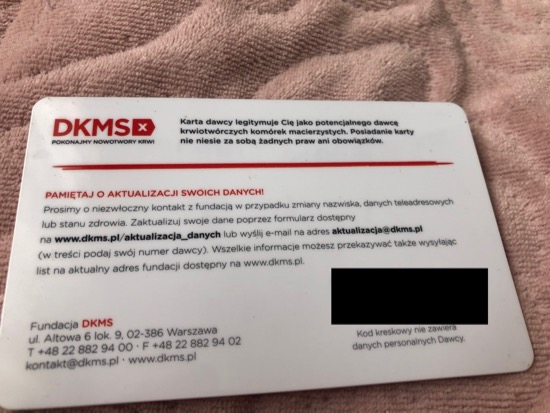 DKMS x
POKONAJMY NOWOTWORY KRWI
Karta dawcy legitymuje Cię jako potencjalnego dawcę
krwiotwórczych komórek macierzystych. Posiadanie karty
nie niesie za sobą żadnych praw ani obowiązków.
PAMIĘTAJ O AKTUALIZACJI SWOICH DANYCH!
Prosimy o niezwłoczny kontakt z fundacją w przypadku zmiany nazwiska, danych teleadresowych
lub stanu zdrowia. Zaktualizuj swoje dane poprzez formularz dostępny
na www.dkms.pl/aktualizacja_danych lub wyślij e-mail na adres aktualizacja@dkms.pl
(w treści podaj swój numer dawcy). Wszelkie informacje możesz przekazywać także wysyłając
list na aktualny adres fundacji dostępny na www.dkms.pl.
Fundacja DKMS
ul. Altowa 6 lok. 9, 02-386 Warszawa
T +48 22 882 94 00 · F +48 22 882 94 02
kontakt@dkms.pl · www.dkms.pl
Kod kreskowy nie zawiera
danych personalnych Dawcy.